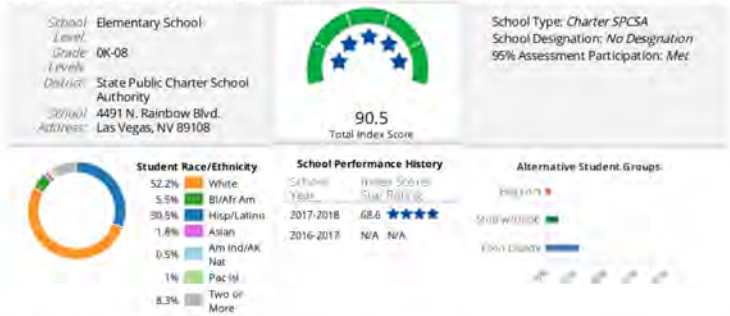 School Level: Elementary School
Grade Levels: 0K-08
District: State Public Charter School
Authority
School Address: 4491 N. Rainbow Blvd.
Las Vegas, NV 89108
90.5
Total Index Score
School Type: Charter SPCSA
School Designation: No Designation
95% Assessment Participation: Met
Student Race/Ethnicity
52.2% White
5.5% Bl/Afr Am
30.5% Hisp/Latino
1.8% Asian
0.5% Am Ind/AK
Nat
1% Pac Isl
8.3% Two or
More
School Performance History
School Year
Index Score/
Star Rating
2017-2018 68.6 ★★★★
2016-2017 N/A N/A
Alternative Student Groups